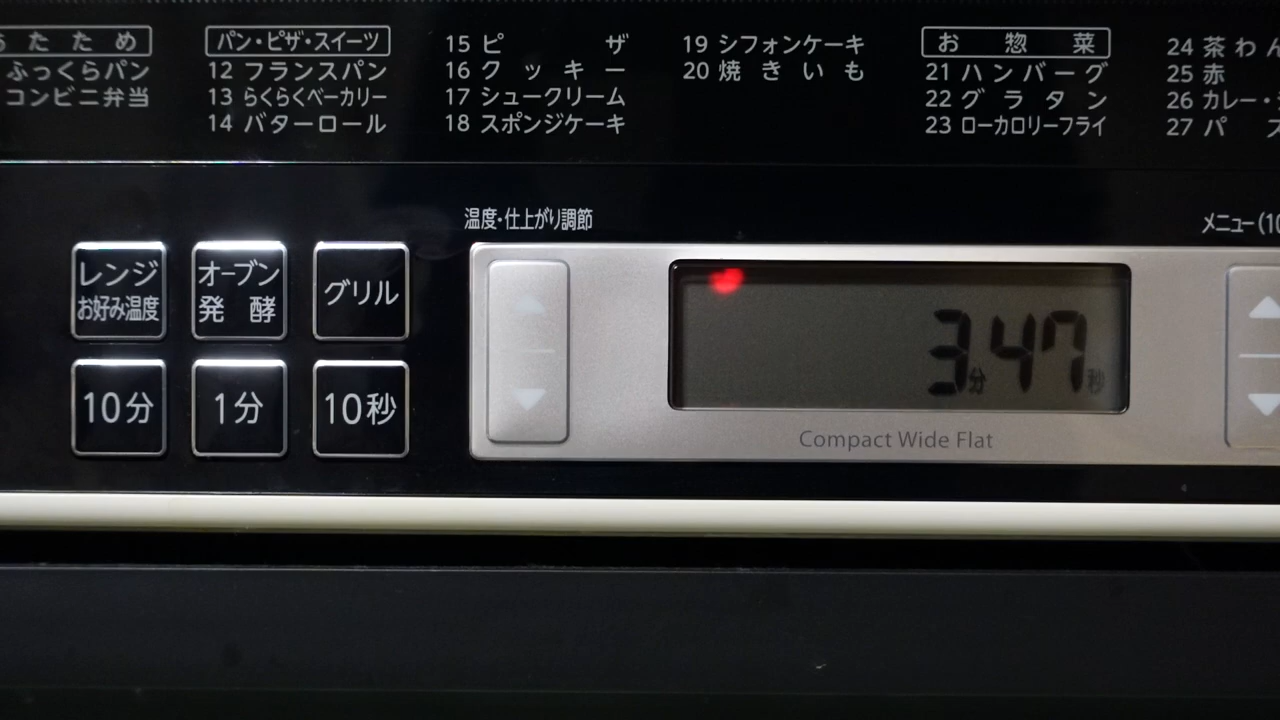 あたため
ふっくらパン
コンビニ弁当
パン・ピザ・スイーツ
12 フランスパン
13 らくらくベーカリー
14 バターロール
15 ピザ
16 クッキー
17 シュークリーム
18 スポンジケーキ
19 シフォンケーキ
20 焼きいも
お惣菜
21 ハンバーグ
22 グラタン
23 ローカロリーフライ
24 茶わん
25 赤
26 カレー・
27 パ
温度・仕上がり調節
メニュー(10
レンジ
お好み温度
オーブン
発酵
グリル
10分
1分
10秒
3分47秒
Compact Wide Flat